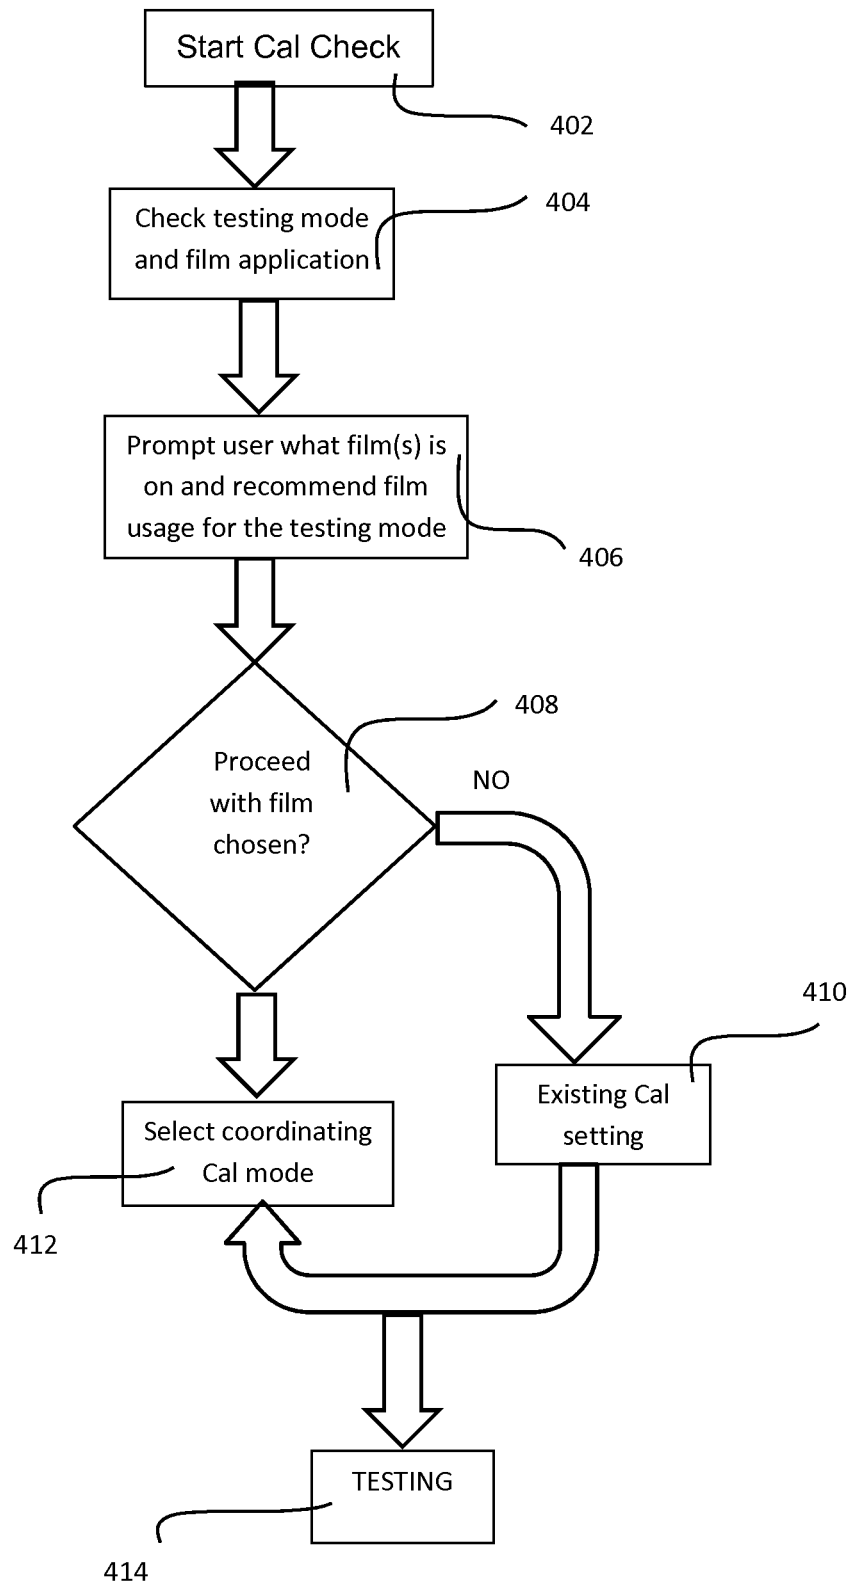 Start Cal Check
402
Check testing mode
and film application
404
Prompt user what film(s) is
on and recommend film
usage for the testing mode
406
408
Proceed
with film
chosen?
NO
410
Existing Cal
setting
Select coordinating
Cal mode
412
TESTING
414